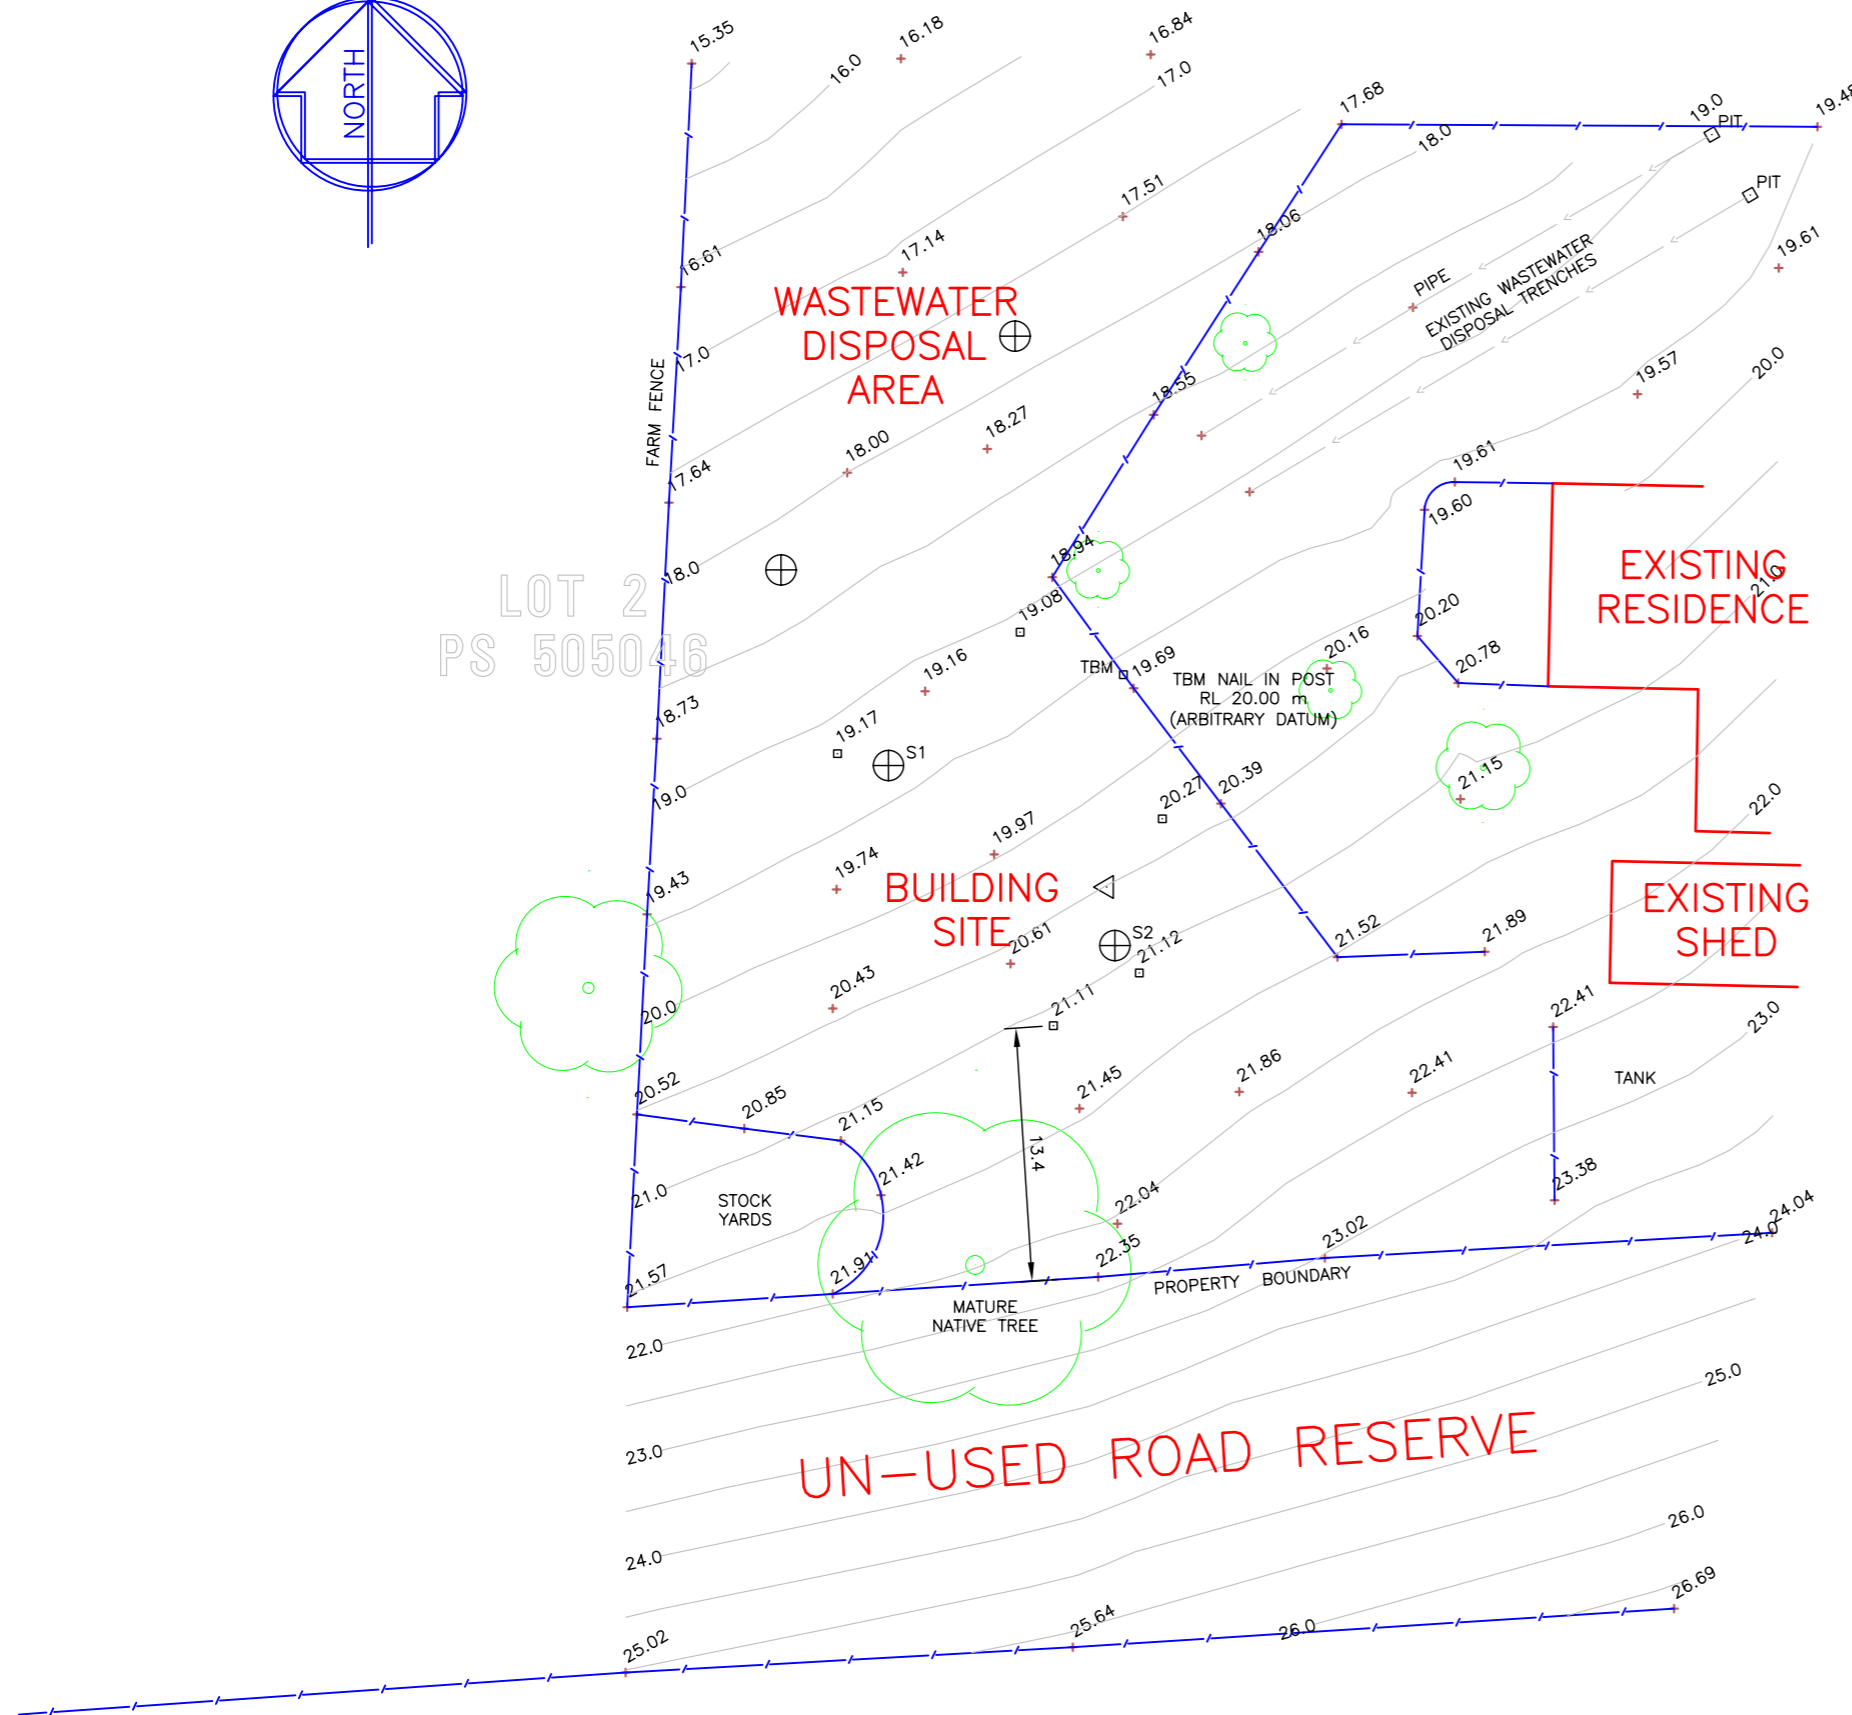 NORTH
15.35
16.18
16.84
16.0
17.0
17.68
18.0
19.0
PIT
19.48
PIT
17.51
18.06
17.14
16.61
19.61
PIPE
EXISTING WASTEWATER
DISPOSAL TRENCHES
WASTEWATER
DISPOSAL
AREA
17.0
FARM FENCE
18.55
19.57
20.0
18.27
18.00
17.64
19.61
19.60
18.94
18.0
LOT 2
PS 505046
EXISTING
RESIDENCE
21.0
19.08
20.20
20.16
20.78
TBM
19.69
TBM NAIL IN POST
RL 20.00 m
(ARBITRARY DATUM)
19.16
18.73
19.17
S1
19.0
20.27
20.39
21.15
22.0
19.97
19.74
19.43
BUILDING
SITE
EXISTING
SHED
S2
20.61
21.12
21.52
21.89
20.43
20.0
21.11
22.41
23.0
20.52
20.85
21.15
21.45
21.86
22.41
TANK
13.4
21.42
21.0
STOCK
YARDS
22.04
23.38
24.04
24.0
21.57
21.91
22.35
23.02
PROPERTY BOUNDARY
MATURE
NATIVE TREE
22.0
25.0
23.0
UN-USED ROAD RESERVE
24.0
26.0
25.02
25.64
26.0
26.69